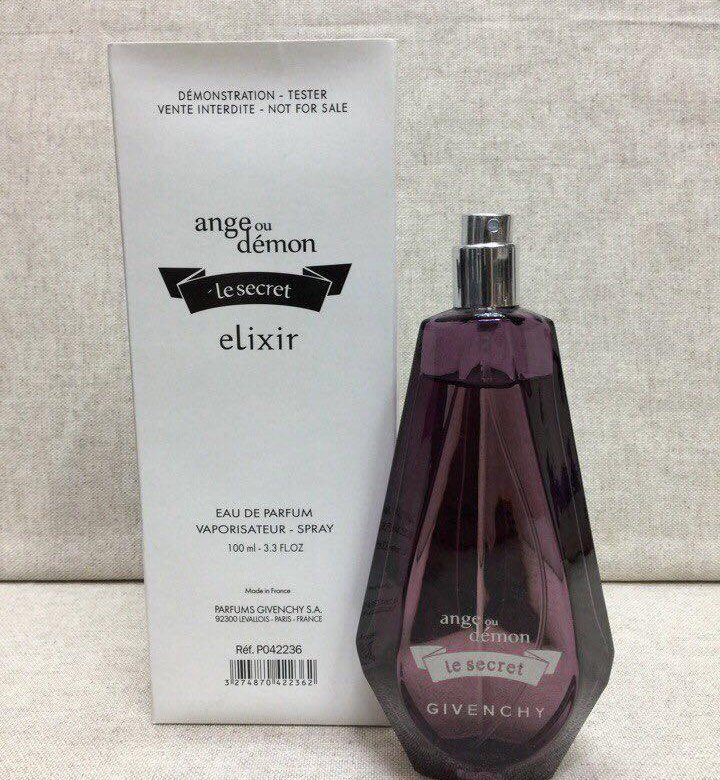 DÉMONSTRATION - TESTER
VENTE INTERDITE - NOT FOR SALE
ange ou
démon
le secret
elixir
EAU DE PARFUM
VAPORISATEUR - SPRAY
100 ml - 3.3 FL.OZ
Made in France
PARFUMS GIVENCHY S.A.
92300 LEVALLOIS - PARIS - FRANCE
Réf. P042236
3 274870 422362
ange ou
démon
le secret
GIVENCHY